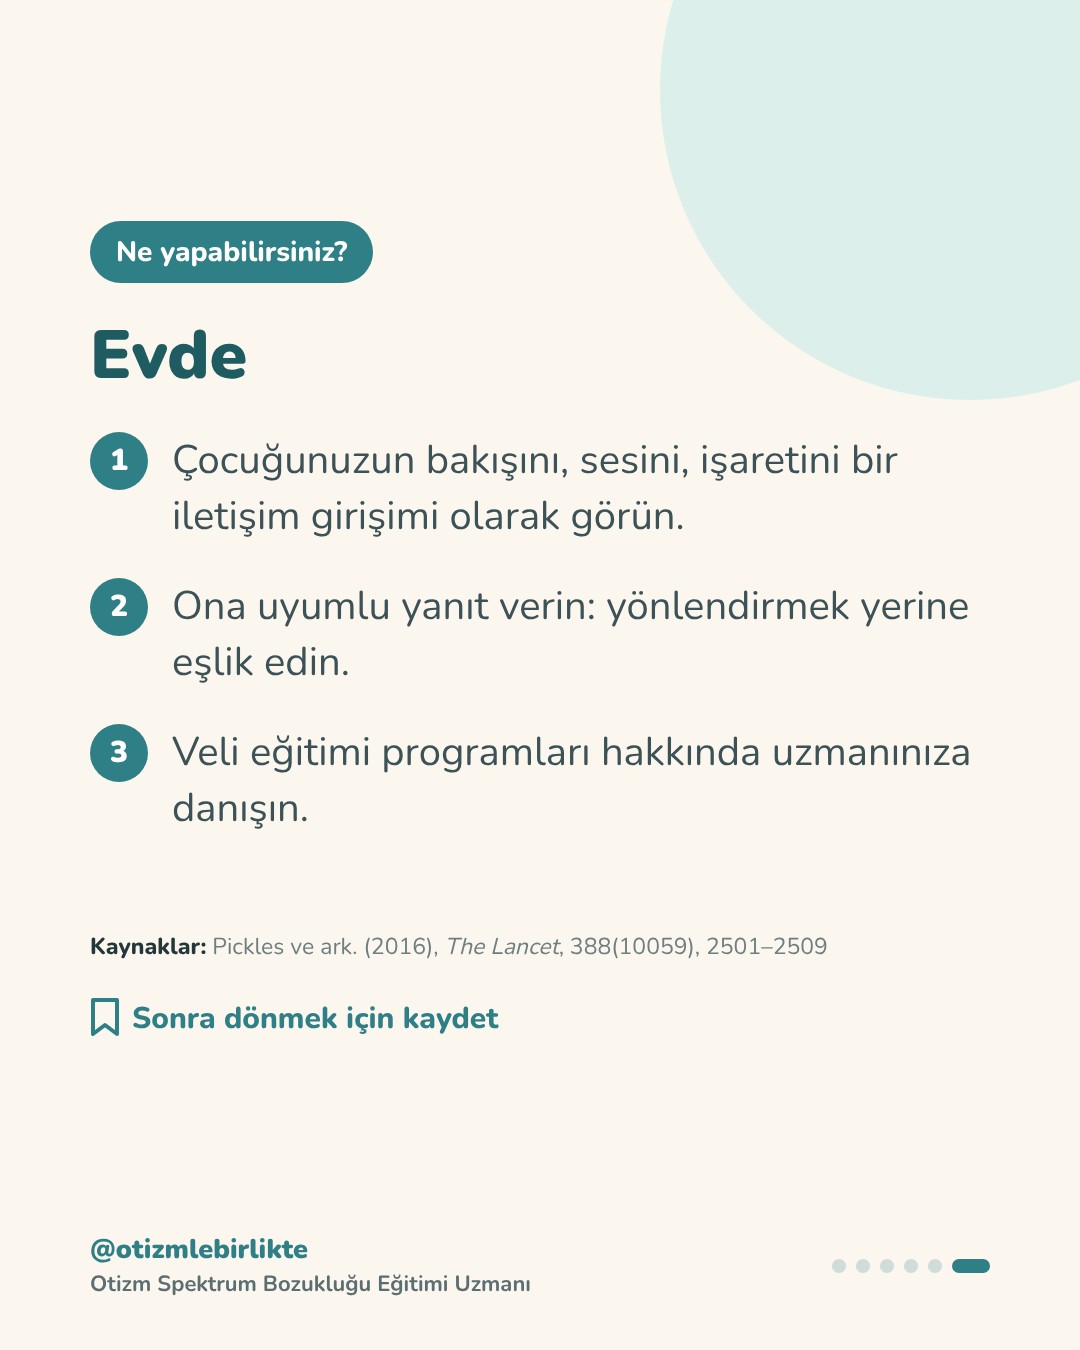 Ne yapabilirsiniz?
Evde
1 Çocuğunuzun bakışını, sesini, işaretini bir
iletişim girişimi olarak görün.
2 Ona uyumlu yanıt verin: yönlendirmek yerine
eşlik edin.
3 Veli eğitimi programları hakkında uzmanınıza
danışın.
Kaynaklar: Pickles ve ark. (2016), The Lancet, 388(10059), 2501–2509
Sonra dönmek için kaydet
@otizmlebirlikte
Otizm Spektrum Bozukluğu Eğitimi Uzmanı